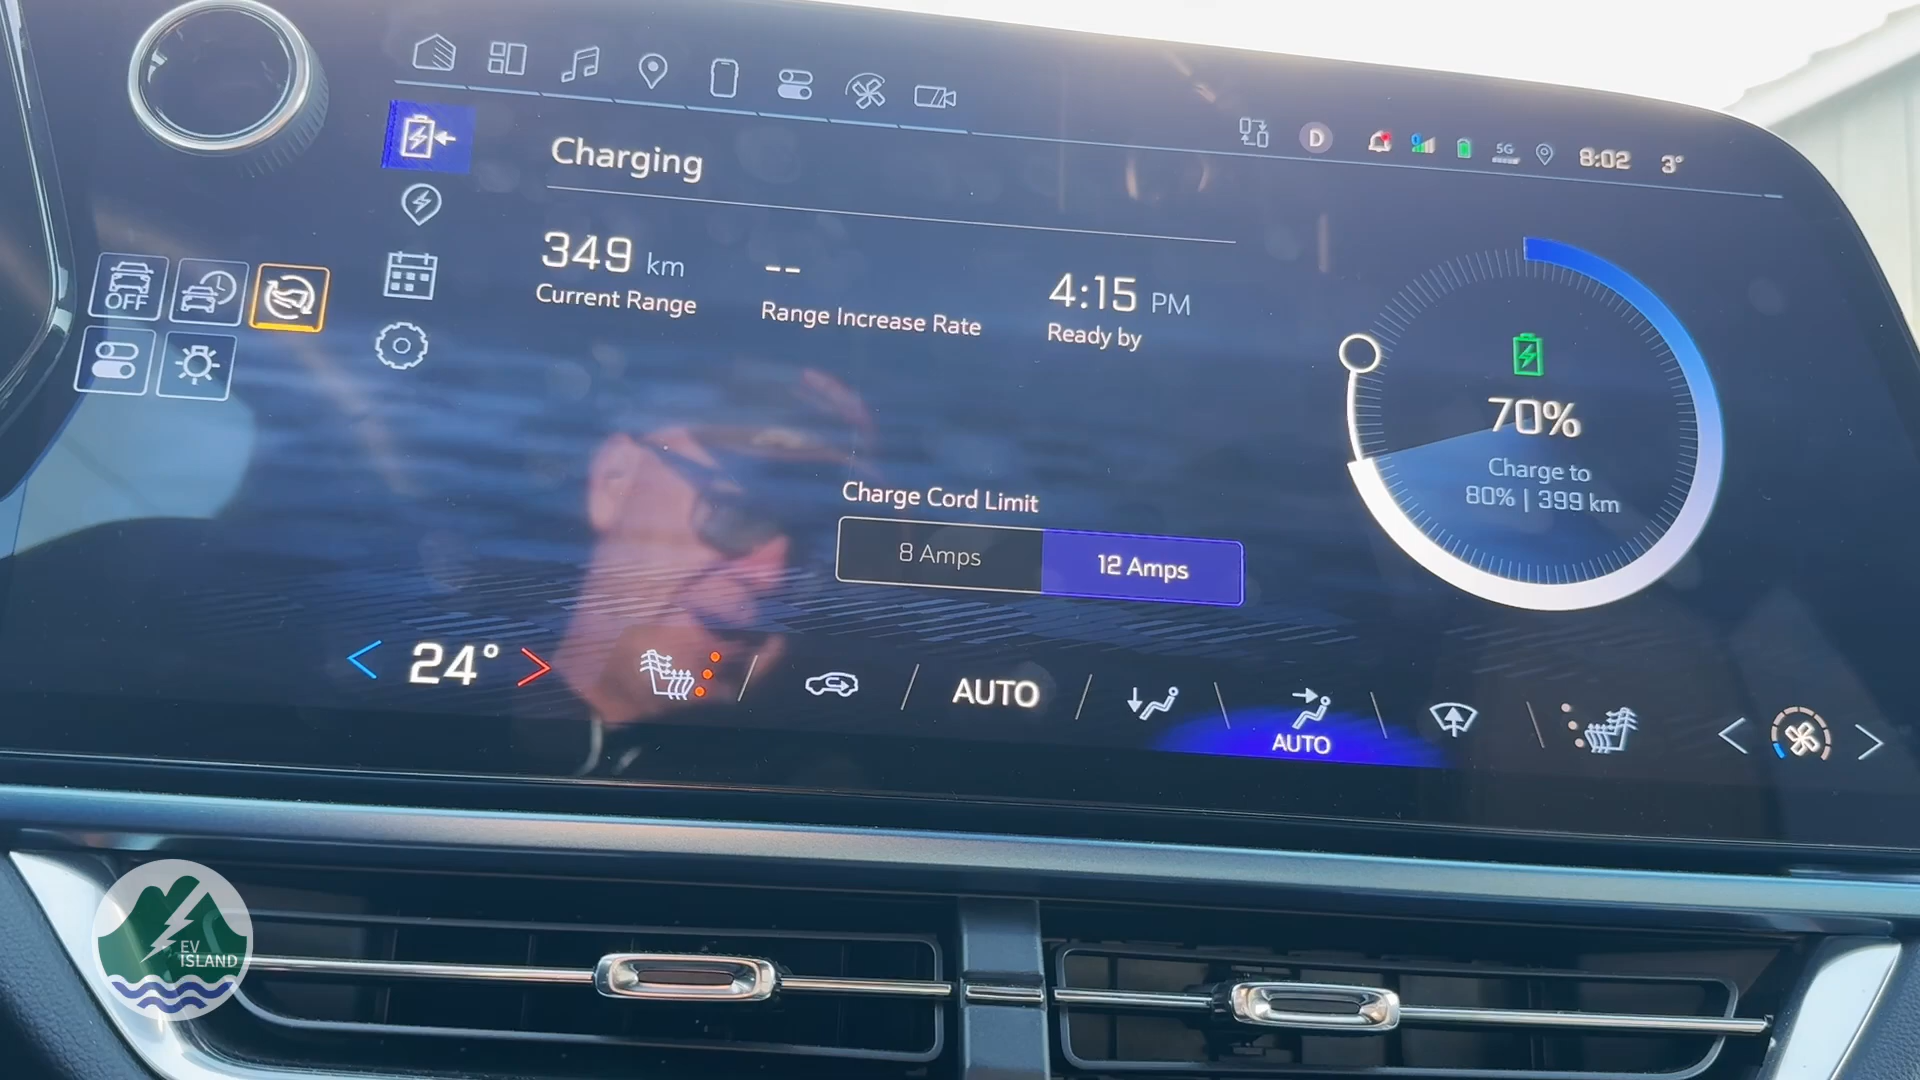 D
5G
8:02
3°
Charging
349 km
Current Range
--
Range Increase Rate
4:15 PM
Ready by
OFF
70%
Charge to
80% | 399 km
Charge Cord Limit
8 Amps
12 Amps
24°
AUTO
AUTO
EV
ISLAND